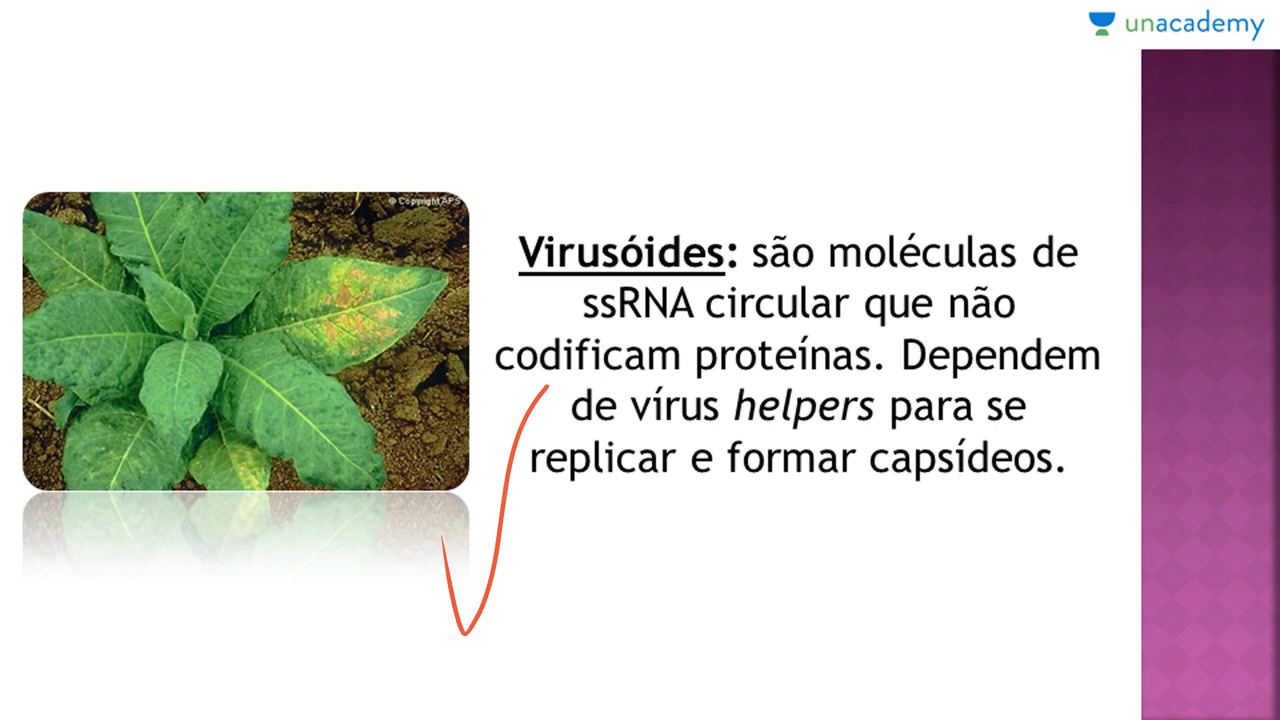 unacademy
© Copyright APS
Virusóides: são moléculas de
ssRNA circular que não
codificam proteínas. Dependem
de vírus helpers para se
replicar e formar capsídeos.